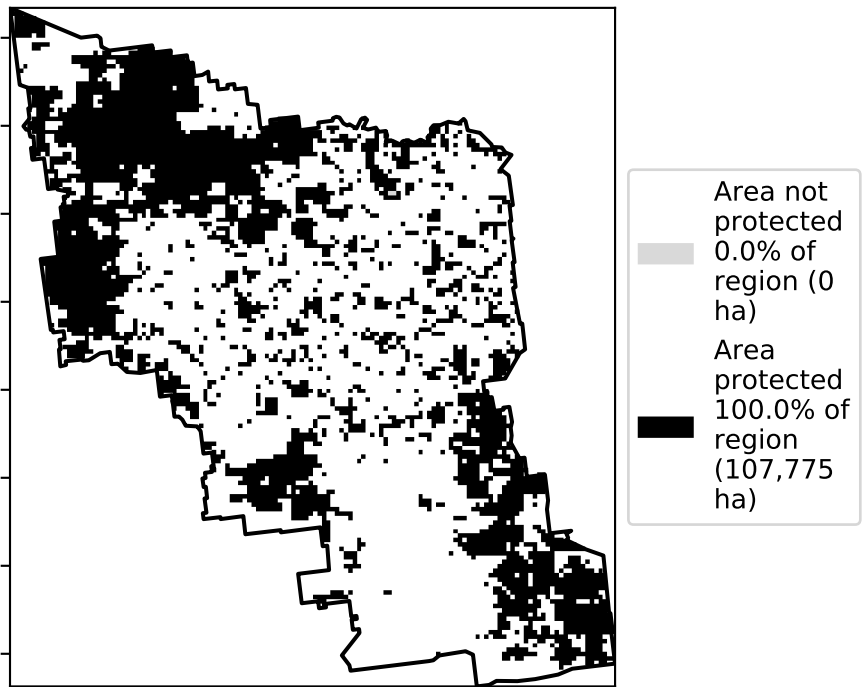 Area not
protected
0.0% of
region (0
ha)
Area
protected
100.0% of
region
(107,775
ha)